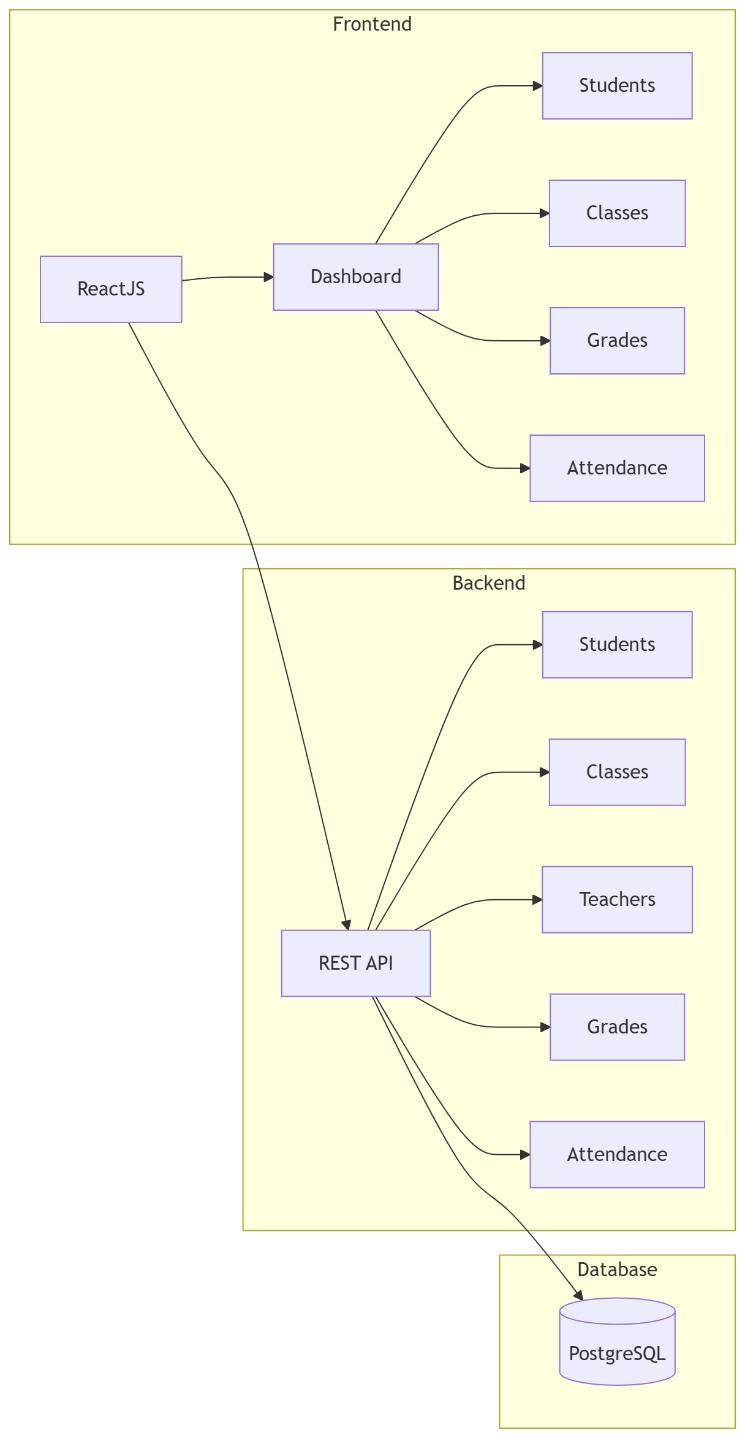 Frontend
Students
Classes
ReactJS
Dashboard
Grades
Attendance
Backend
Students
Classes
Teachers
REST API
Grades
Attendance
Database
PostgreSQL